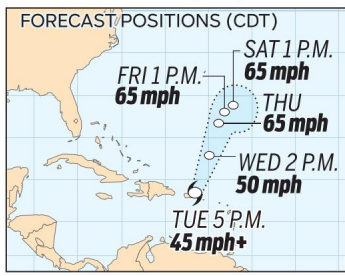 FORECAST POSITIONS (CDT)
SAT 1 P.M.
65 mph
FRI 1 P.M.
65 mph
THU
65 mph
WED 2 P.M.
50 mph
TUE 5 P.M.
45 mph+